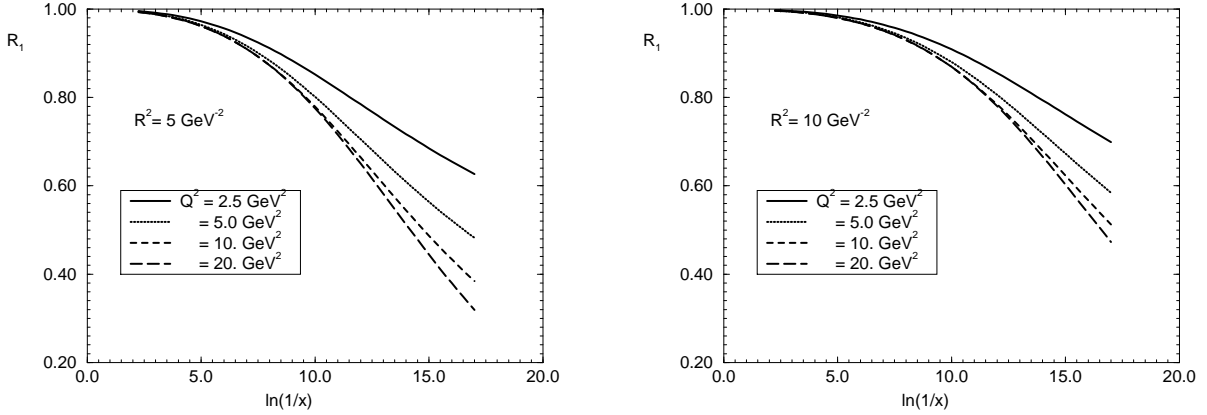 1.00
0.80
0.60
0.40
0.20
R₁
R²= 5 GeV⁻²
Q² = 2.5 GeV²
= 5.0 GeV²
= 10. GeV²
= 20. GeV²
0.0 5.0 10.0 15.0 20.0
ln(1/x)
1.00
0.80
0.60
0.40
0.20
R₁
R²= 10 GeV⁻²
Q² = 2.5 GeV²
= 5.0 GeV²
= 10. GeV²
= 20. GeV²
0.0 5.0 10.0 15.0 20.0
ln(1/x)